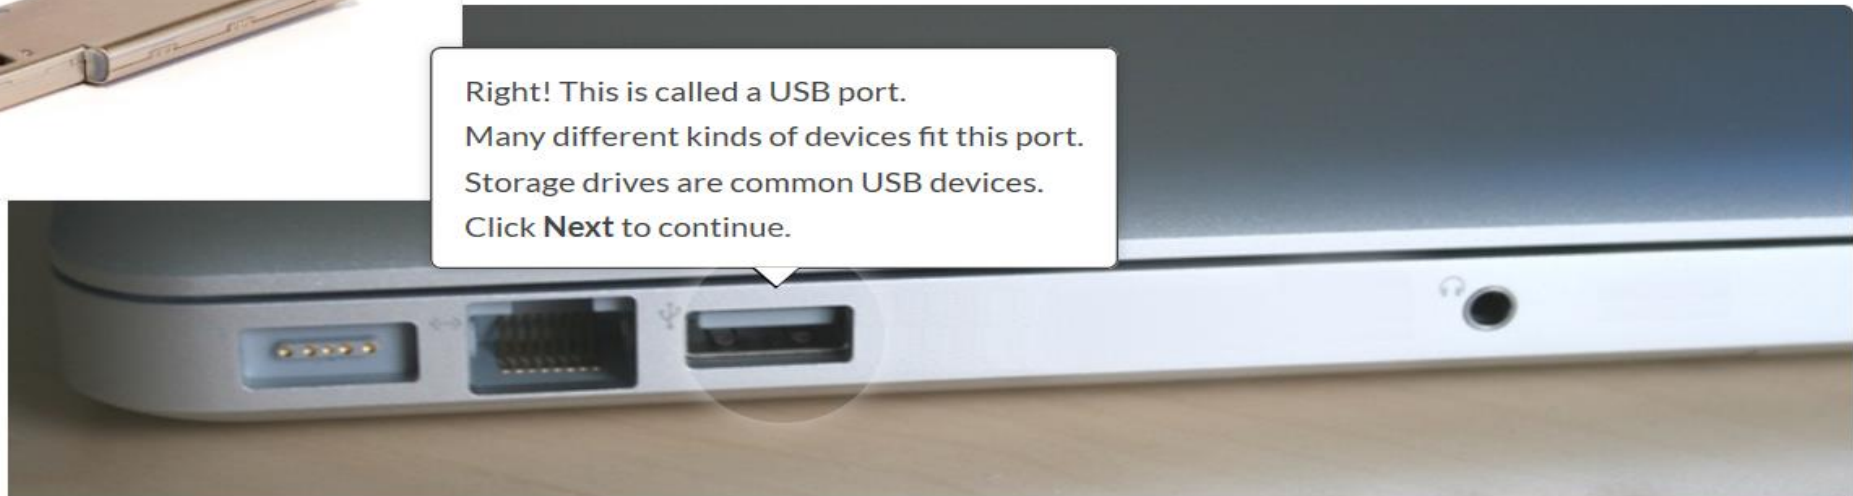 Right! This is called a USB port.
Many different kinds of devices fit this port.
Storage drives are common USB devices.
Click Next to continue.